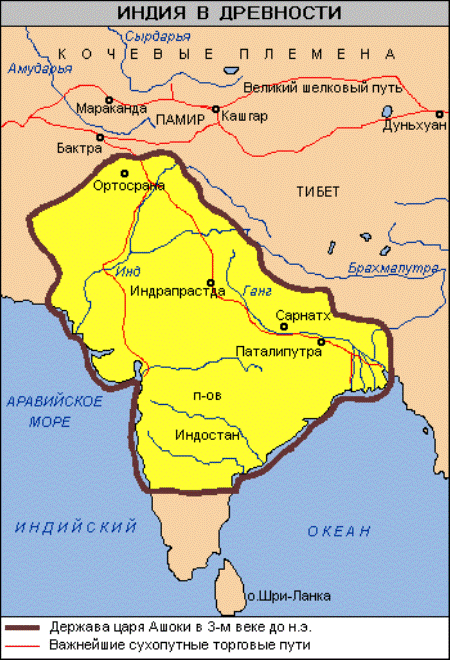 ИНДИЯ В ДРЕВНОСТИ
Сырдарья
КОЧЕВЫЕ ПЛЕМЕНА
Амударья
Великий шелковый путь
Мараканда
ПАМИР
Кашгар
Дуньхуан
Бактра
Ортосрана
ТИБЕТ
Инд
Брахмапутра
Индрапрастда
Ганг
Сарнатх
Паталипутра
АРАВИЙСКОЕ
МОРЕ
п-ов
Индостан
ИНДИЙСКИЙ
ОКЕАН
о.Шри-Ланка
Держава царя Ашоки в 3-м веке до н.э.
Важнейшие сухопутные торговые пути